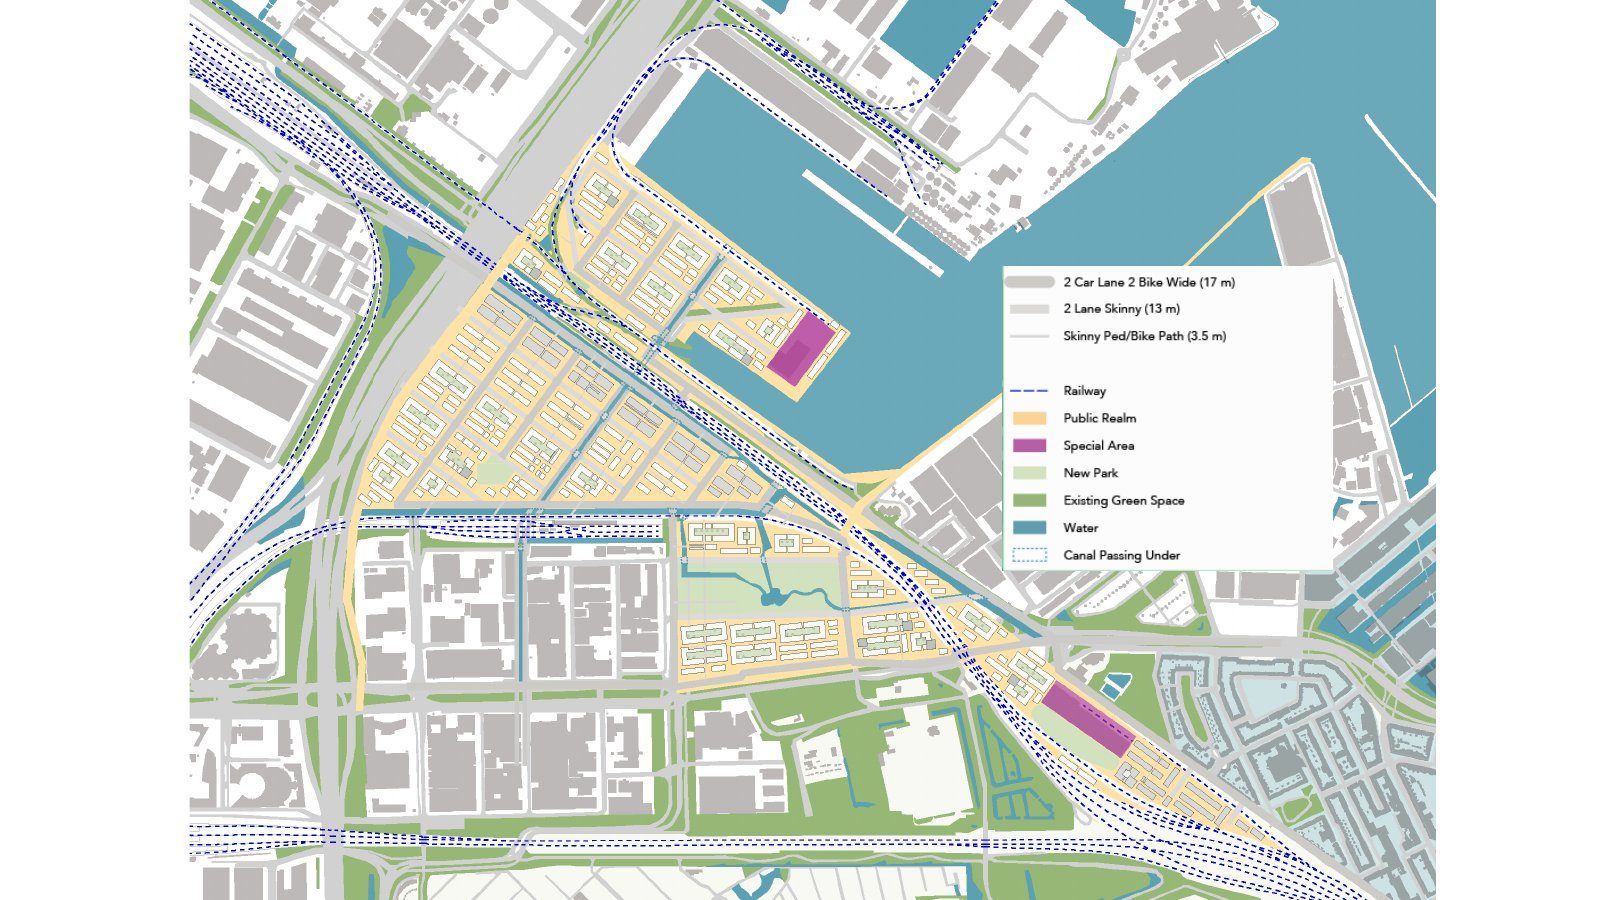 2 Car Lane 2 Bike Wide (17 m)
2 Lane Skinny (13 m)
Skinny Ped/Bike Path (3.5 m)
Railway
Public Realm
Special Area
New Park
Existing Green Space
Water
Canal Passing Under